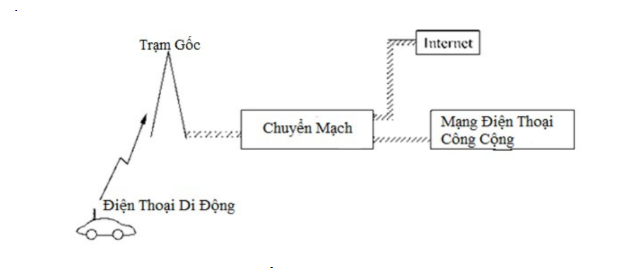 Trạm Gốc
Internet
Chuyển Mạch
Mạng Điện Thoại
Công Cộng
Điện Thoại Di Động